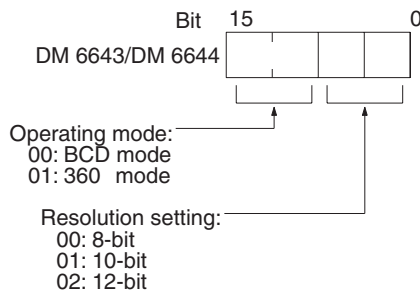 Bit 15 0
DM 6643/DM 6644
Operating mode:
00: BCD mode
01: 360 mode
Resolution setting:
00: 8-bit
01: 10-bit
02: 12-bit